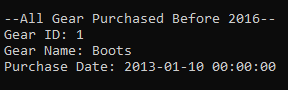 --All Gear Purchased Before 2016--
Gear ID: 1
Gear Name: Boots
Purchase Date: 2013-01-10 00:00:00